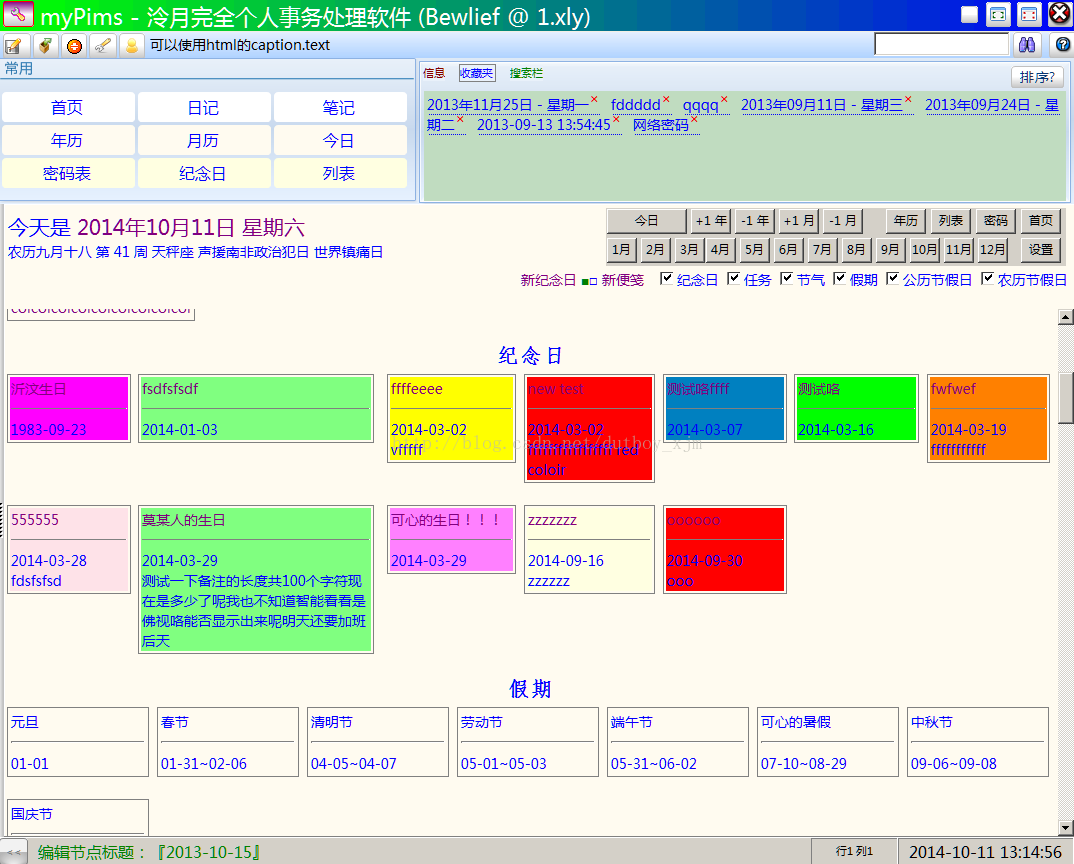 myPims - 泠月完全个人事务处理软件 (Bewlief @ 1.xly)
可以使用html的caption.text
常用
首页 日记 笔记
年历 月历 今日
密码表 纪念日 列表
信息 收藏夹 搜索栏 排序?
2013年11月25日 - 星期一× fddddd× qqqq× 2013年09月11日 - 星期三× 2013年09月24日 - 星
期二× 2013-09-13 13:54:45× 网络密码×
今天是 2014年10月11日 星期六
农历九月十八 第 41 周 天秤座 声援南非政治犯日 世界镇痛日
今日 +1 年 -1 年 +1 月 -1 月 年历 列表 密码 首页
1月 2月 3月 4月 5月 6月 7月 8月 9月 10月 11月 12月 设置
新纪念日 新便笺 纪念日 任务 节气 假期 公历节假日 农历节假日
纪念日
沂汶生日
1983-09-23
fsdfsfsdf
2014-01-03
ffffeeee
2014-03-02
vfffff
new test
2014-03-02
coloir
测试咯ffff
2014-03-07
测试咯
2014-03-16
fwfwef
2014-03-19
fffffffffff
http://blog.csdn.net/dutboy_xjm
555555
2014-03-28
fdsfsfsd
莫某人的生日
2014-03-29
测试一下备注的长度共100个字符现
在是多少了呢我也不知道智能看看是
佛视咯能否显示出来呢明天还要加班
后天
可心的生日！！！
2014-03-29
zzzzzzz
2014-09-16
zzzzzz
oooooo
2014-09-30
ooo
假期
元旦
01-01
春节
01-31~02-06
清明节
04-05~04-07
劳动节
05-01~05-03
端午节
05-31~06-02
可心的暑假
07-10~08-29
中秋节
09-06~09-08
国庆节
<< 编辑节点标题：『2013-10-15』 行1 列1 2014-10-11 13:14:56